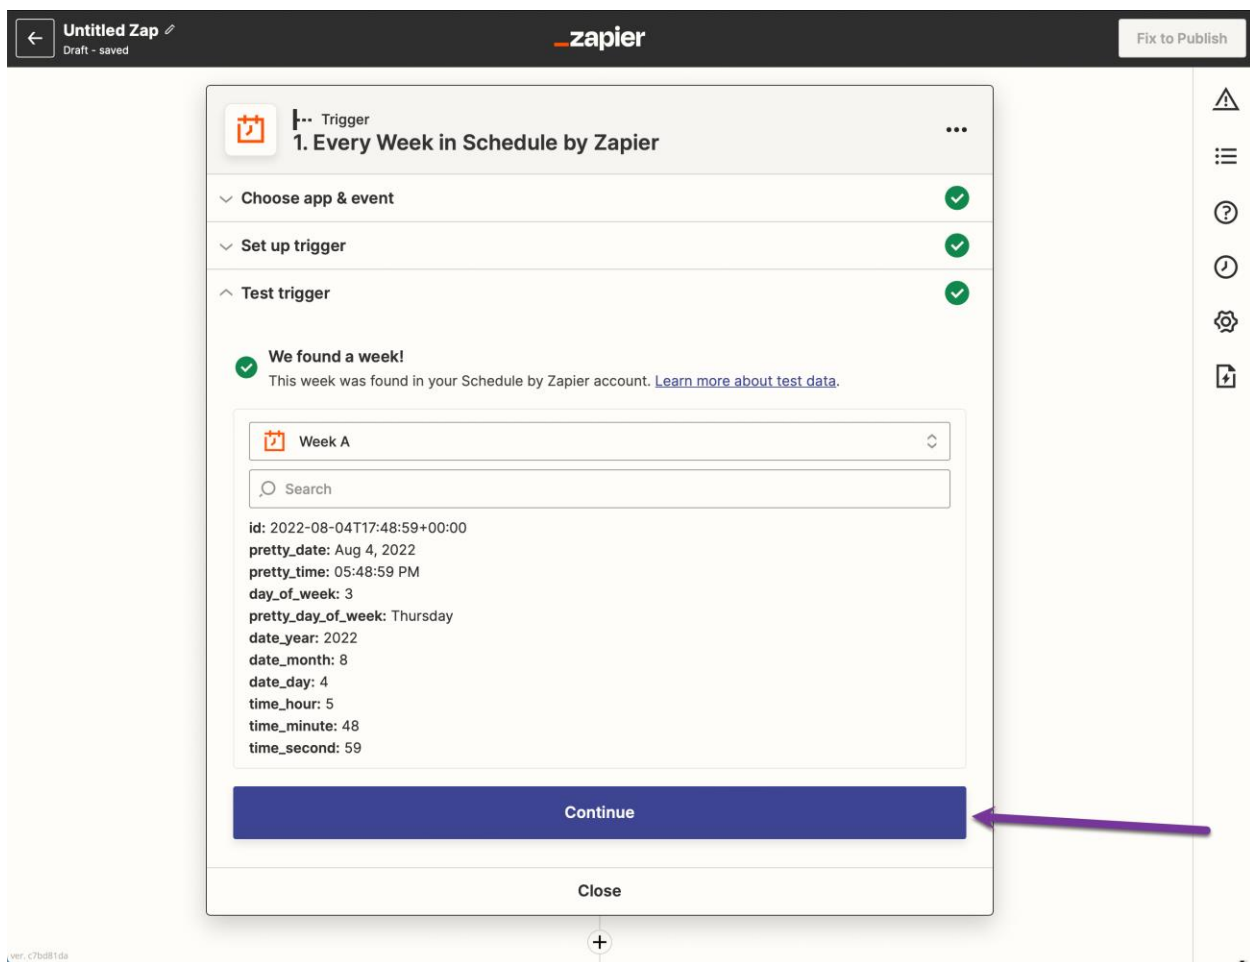 Untitled Zap
Draft - saved
_zapier
Fix to Publish
Trigger
1. Every Week in Schedule by Zapier
Choose app & event
Set up trigger
Test trigger
We found a week!
This week was found in your Schedule by Zapier account. Learn more about test data.
Week A
Search
id: 2022-08-04T17:48:59+00:00
pretty_date: Aug 4, 2022
pretty_time: 05:48:59 PM
day_of_week: 3
pretty_day_of_week: Thursday
date_year: 2022
date_month: 8
date_day: 4
time_hour: 5
time_minute: 48
time_second: 59
Continue
Close
ver. c7bd81da